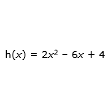 h(x) = 2x² − 6x + 4